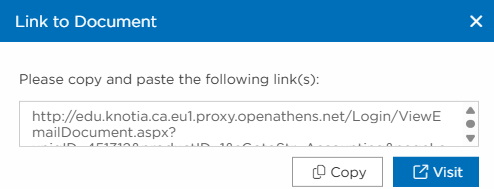 Link to Document
Please copy and paste the following link(s):
http://edu.knotia.ca.eu1.proxy.openathens.net/Login/ViewE
mailDocument.aspx?
Copy
Visit